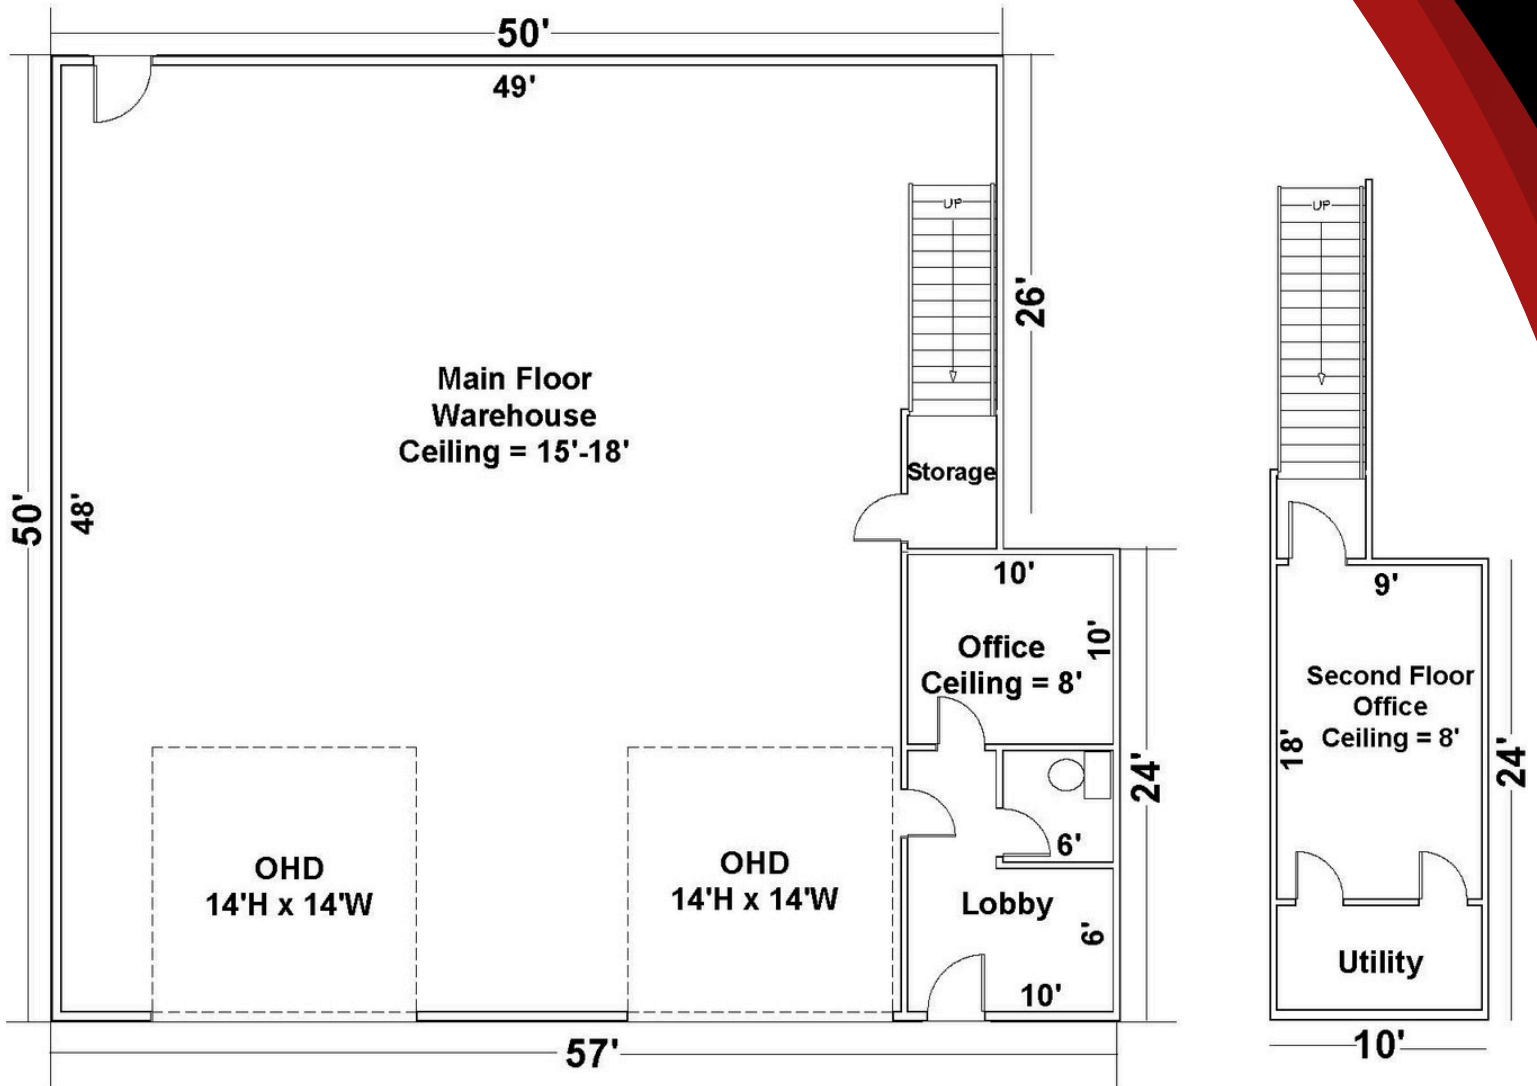 50'
49'
UP
26'
Main Floor
Warehouse
Ceiling = 15'-18'
Storage
50'
48'
10'
Office
Ceiling = 8'
10'
24'
OHD
14'H x 14'W
OHD
14'H x 14'W
6'
Lobby
6'
10'
57'
UP
9'
Second Floor
Office
Ceiling = 8'
18'
24'
Utility
10'